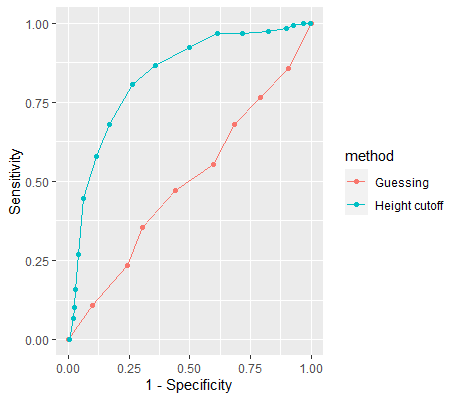 1.00
0.75
0.50
0.25
0.00
Sensitivity
0.00 0.25 0.50 0.75 1.00
1 - Specificity
method
Guessing
Height cutoff